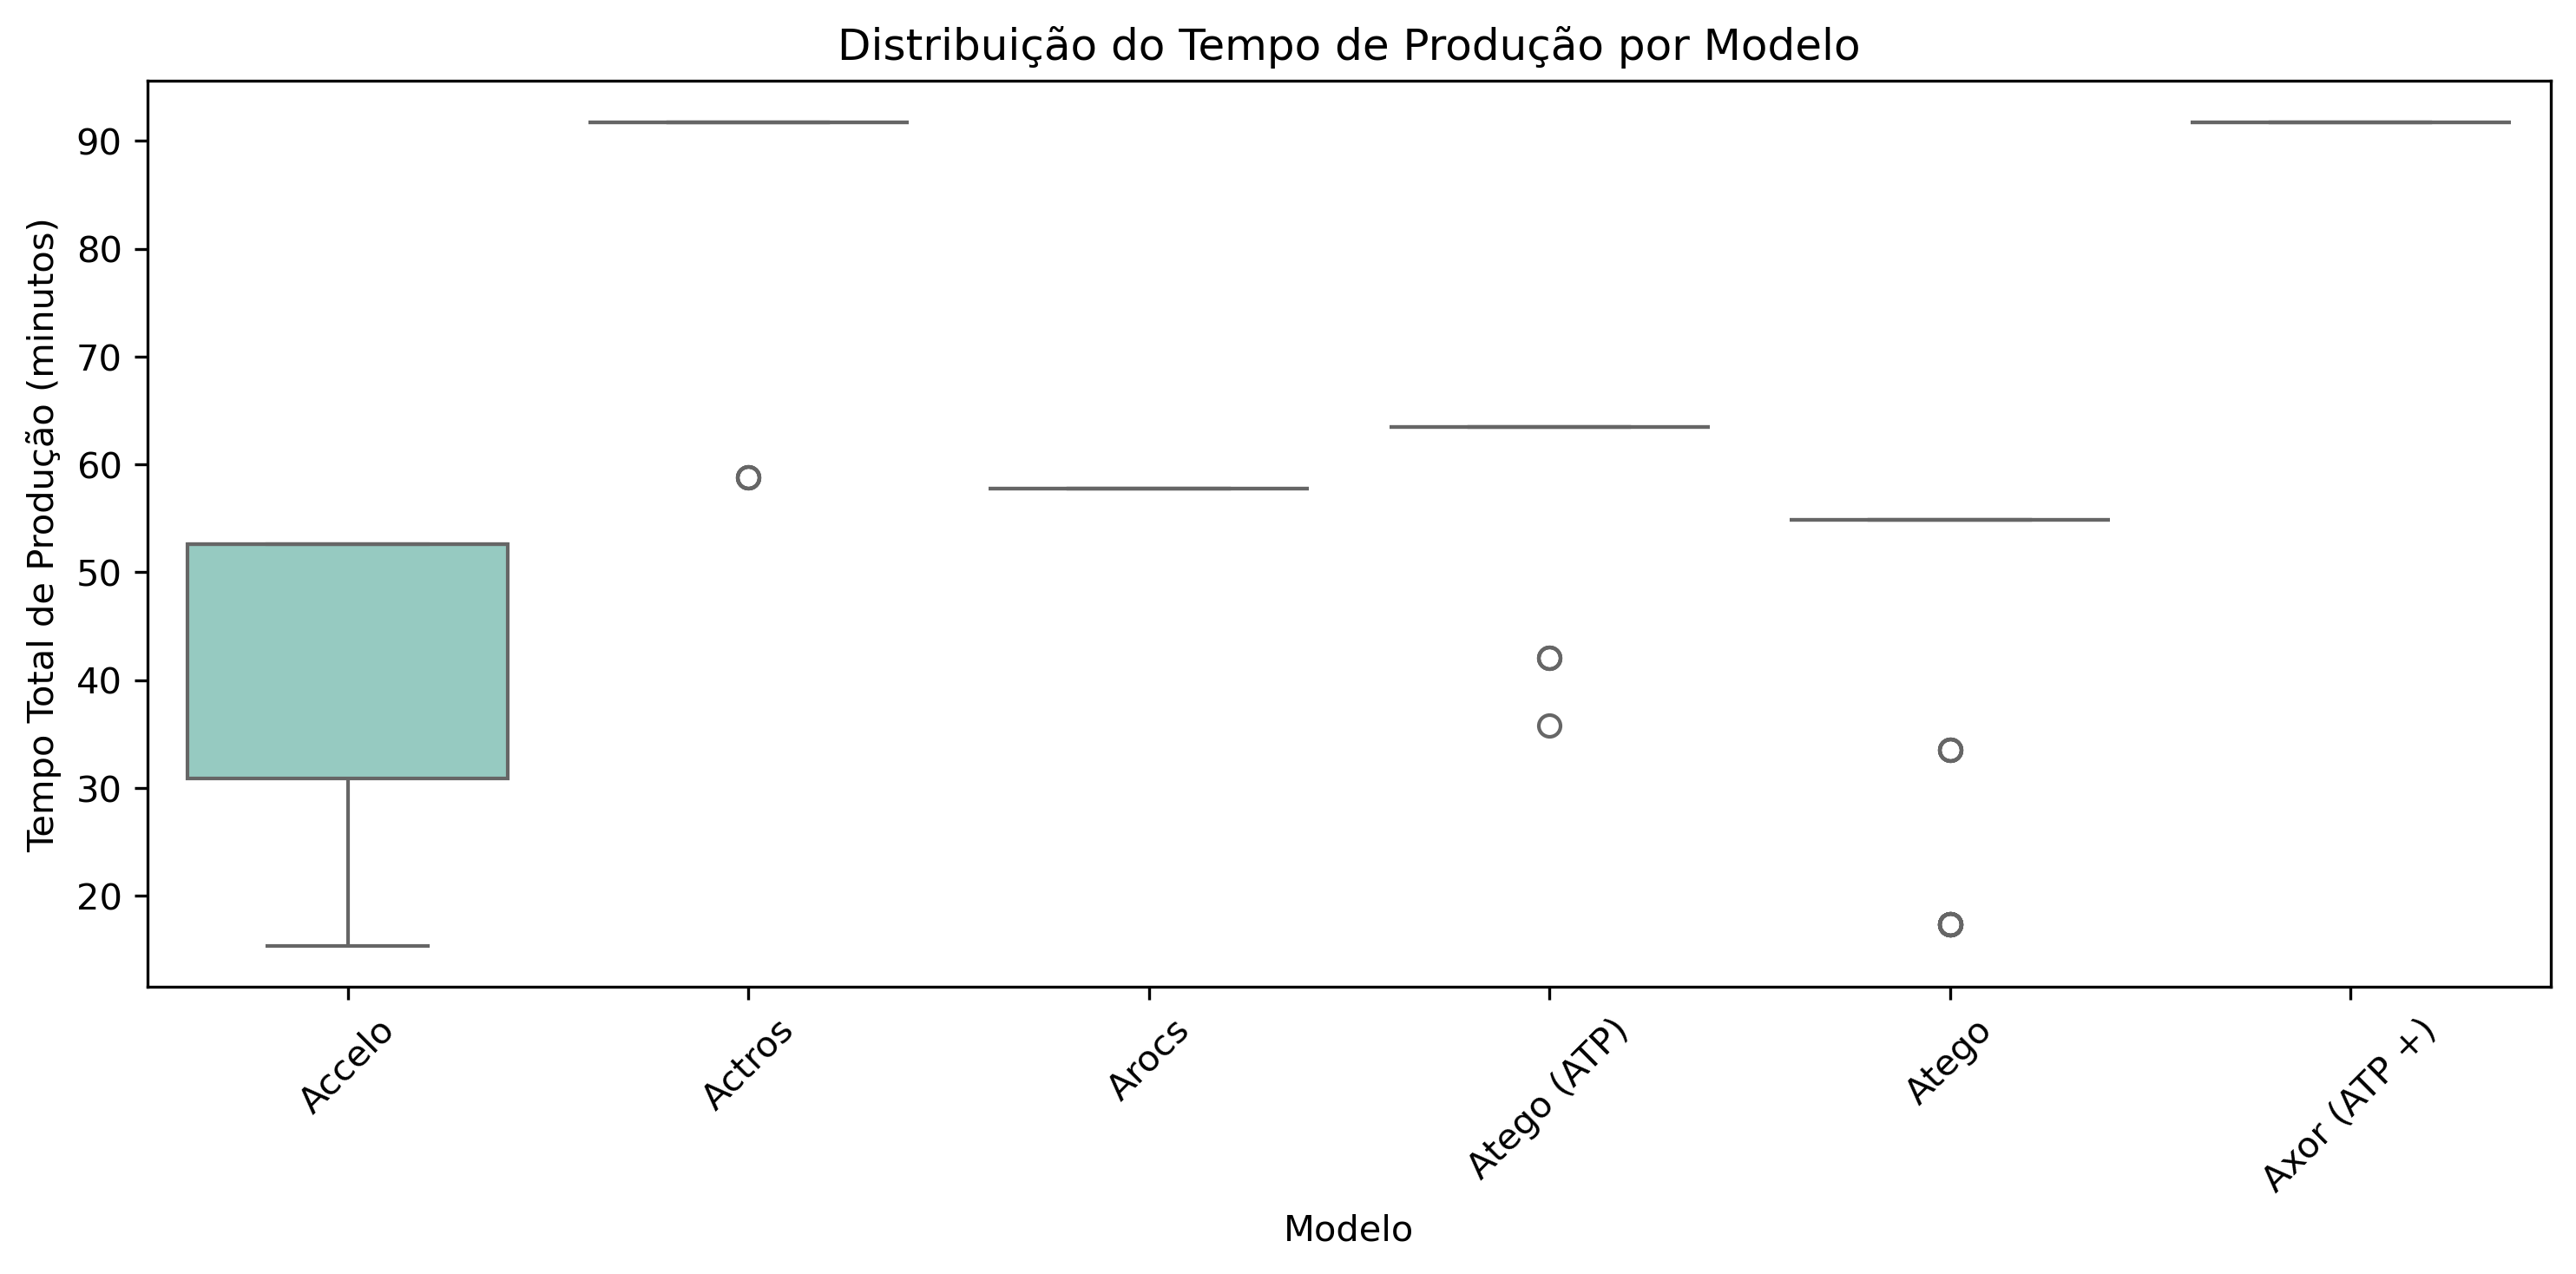 Distribuição do Tempo de Produção por Modelo
Tempo Total de Produção (minutos)
90
80
70
60
50
40
30
20
Accelo
Actros
Arocs
Atego (ATP)
Atego
Axor (ATP +)
Modelo